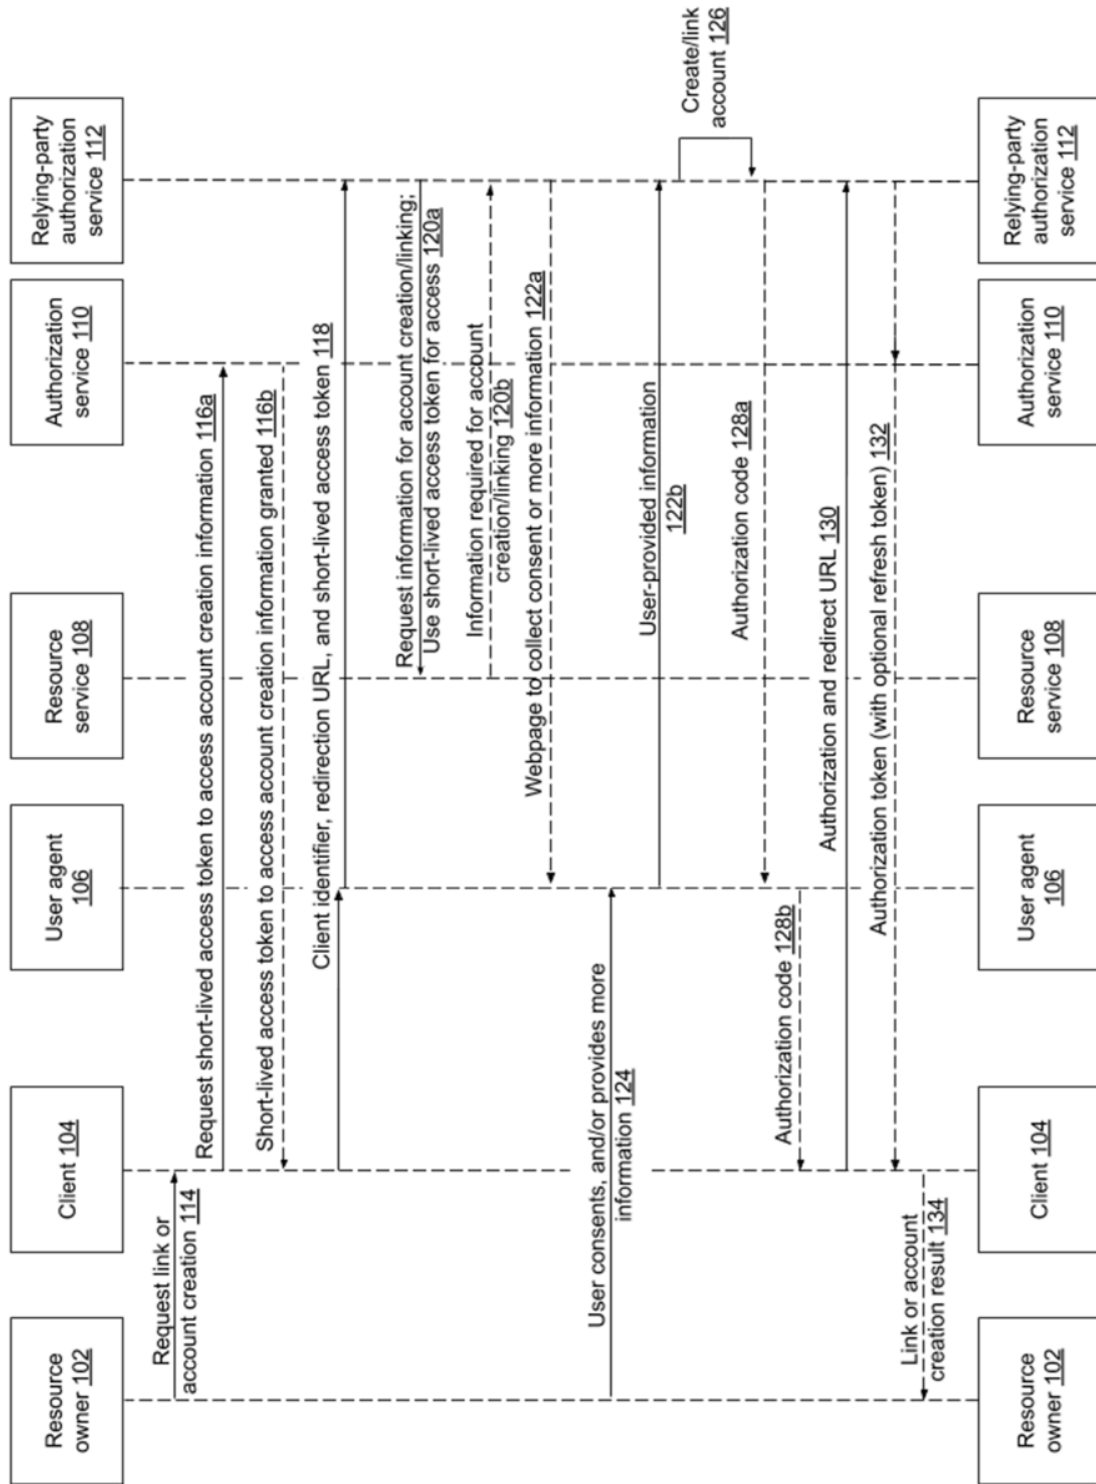 Resource
owner 102
Client 104
User agent
106
Resource
service 108
Authorization
service 110
Relying-party
authorization
service 112
Request link or
account creation 114
Request short-lived access token to access account creation information 116a
Short-lived access token to access account creation information granted 116b
Client identifier, redirection URL, and short-lived access token 118
Request information for account creation/linking;
Use short-lived access token for access 120a
Information required for account
creation/linking 120b
Webpage to collect consent or more information 122a
User consents, and/or provides more
information 124
User-provided information
122b
Create/link
account 126
Authorization code 128a
Authorization code 128b
Authorization and redirect URL 130
Authorization token (with optional refresh token) 132
Link or account
creation result 134
Resource
owner 102
Client 104
User agent
106
Resource
service 108
Authorization
service 110
Relying-party
authorization
service 112